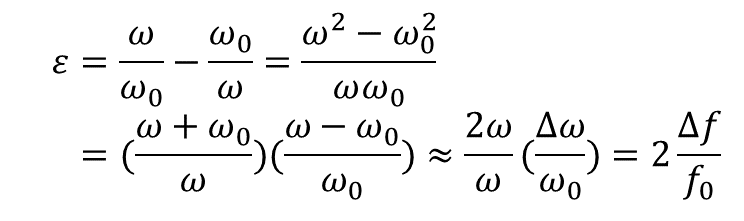 ε = ω/ω₀ − ω₀/ω = (ω² − ω₀²)/(ωω₀)
= ((ω + ω₀)/ω)((ω − ω₀)/ω₀) ≈ (2ω/ω)(Δω/ω₀) = 2 Δf/f₀